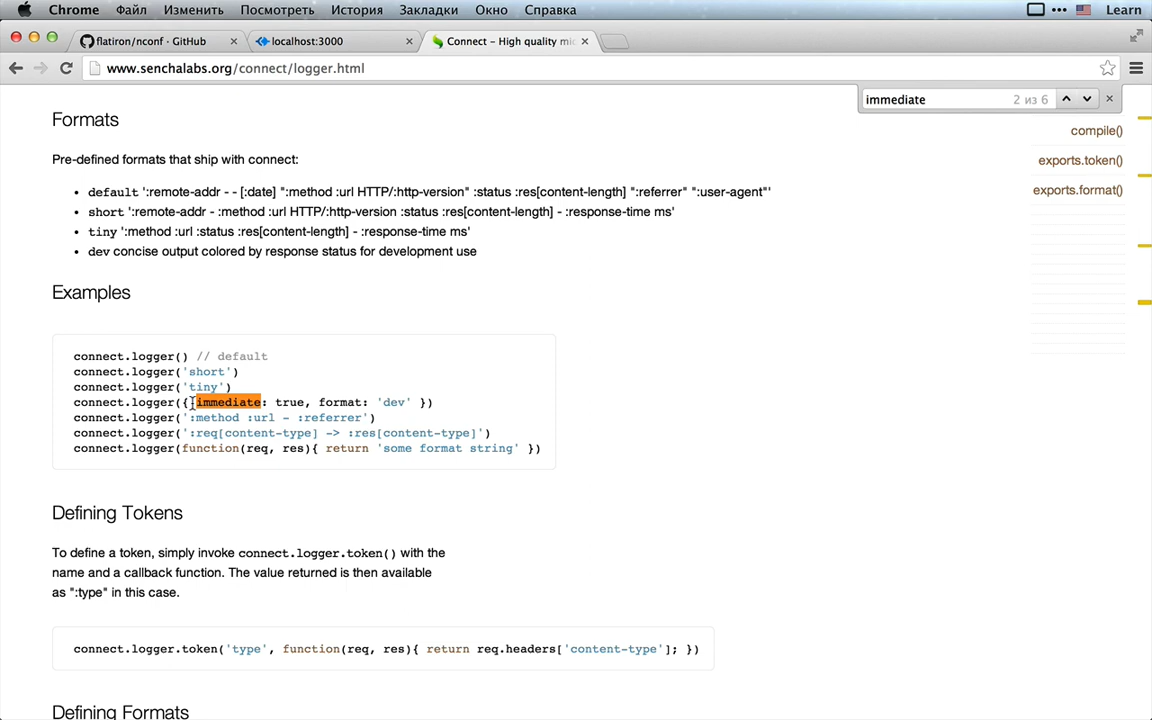 Chrome Файл Изменить Посмотреть История Закладки Окно Справка Learn
flatiron/nconf · GitHub
localhost:3000
Connect – High quality mi
www.senchalabs.org/connect/logger.html
immediate 2 из 6
compile()
exports.token()
exports.format()
Formats
Pre-defined formats that ship with connect:
• default ':remote-addr - - [:date] ":method :url HTTP/:http-version" :status :res[content-length] ":referrer" ":user-agent"'
• short ':remote-addr - :method :url HTTP/:http-version :status :res[content-length] - :response-time ms'
• tiny ':method :url :status :res[content-length] - :response-time ms'
• dev concise output colored by response status for development use
Examples
connect.logger() // default
connect.logger('short')
connect.logger('tiny')
connect.logger({ immediate: true, format: 'dev' })
connect.logger(':method :url - :referrer')
connect.logger(':req[content-type] -> :res[content-type]')
connect.logger(function(req, res){ return 'some format string' })
Defining Tokens
To define a token, simply invoke connect.logger.token() with the
name and a callback function. The value returned is then available
as ":type" in this case.
connect.logger.token('type', function(req, res){ return req.headers['content-type']; })
Defining Formats